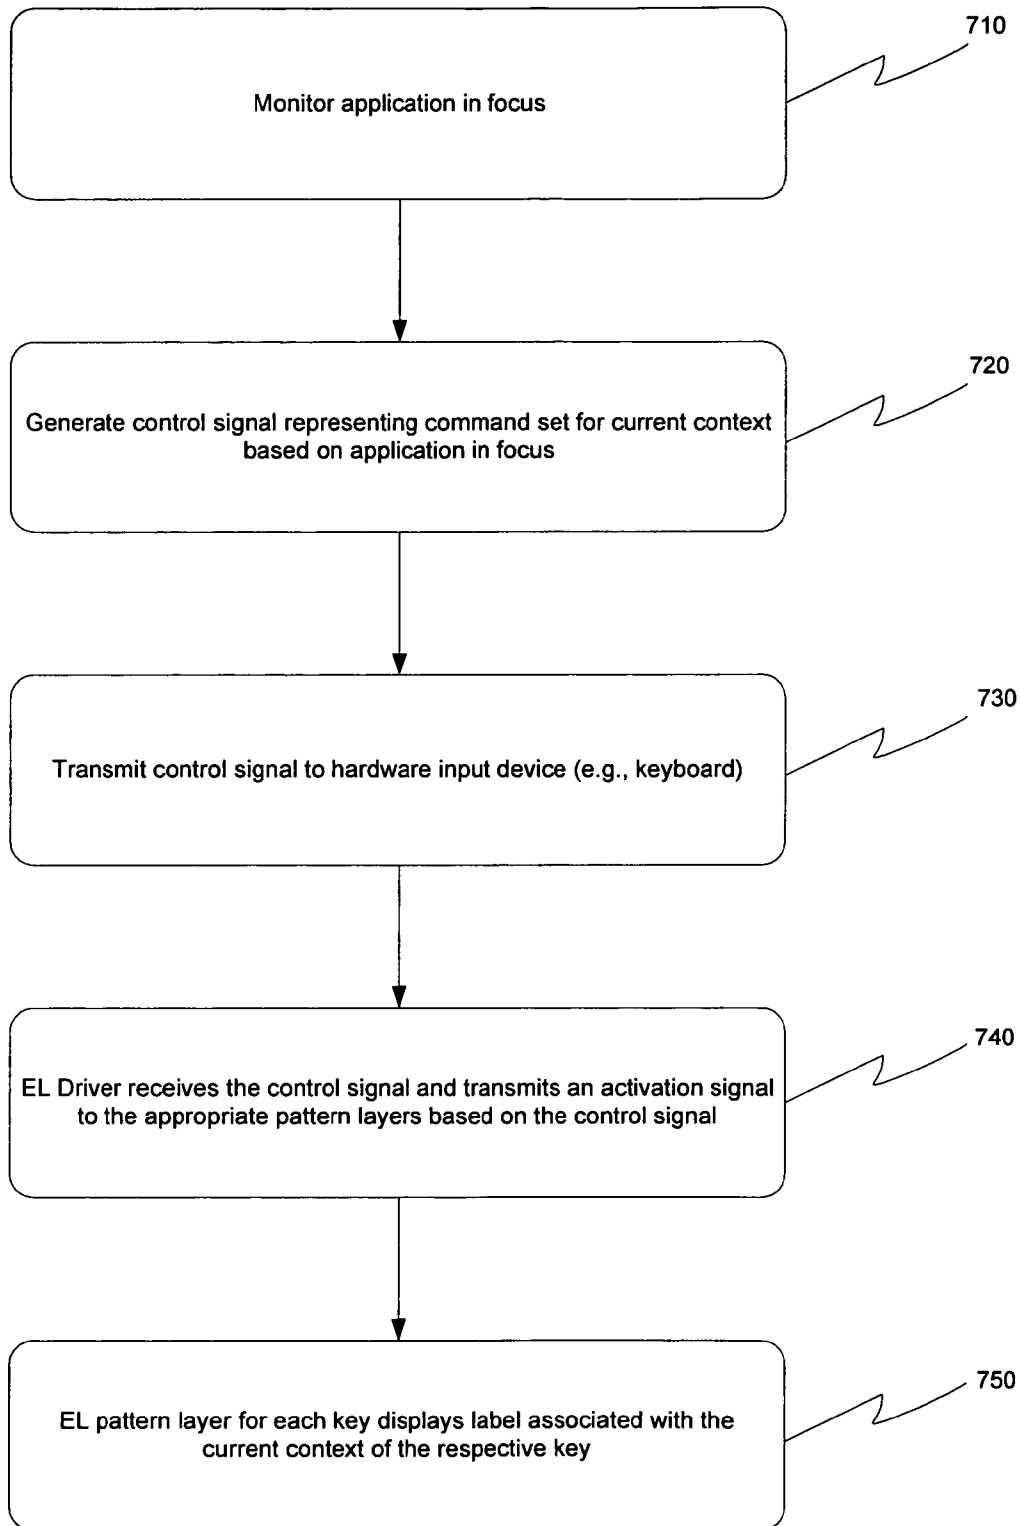 710
Monitor application in focus
720
Generate control signal representing command set for current context
based on application in focus
730
Transmit control signal to hardware input device (e.g., keyboard)
740
EL Driver receives the control signal and transmits an activation signal
to the appropriate pattern layers based on the control signal
750
EL pattern layer for each key displays label associated with the
current context of the respective key